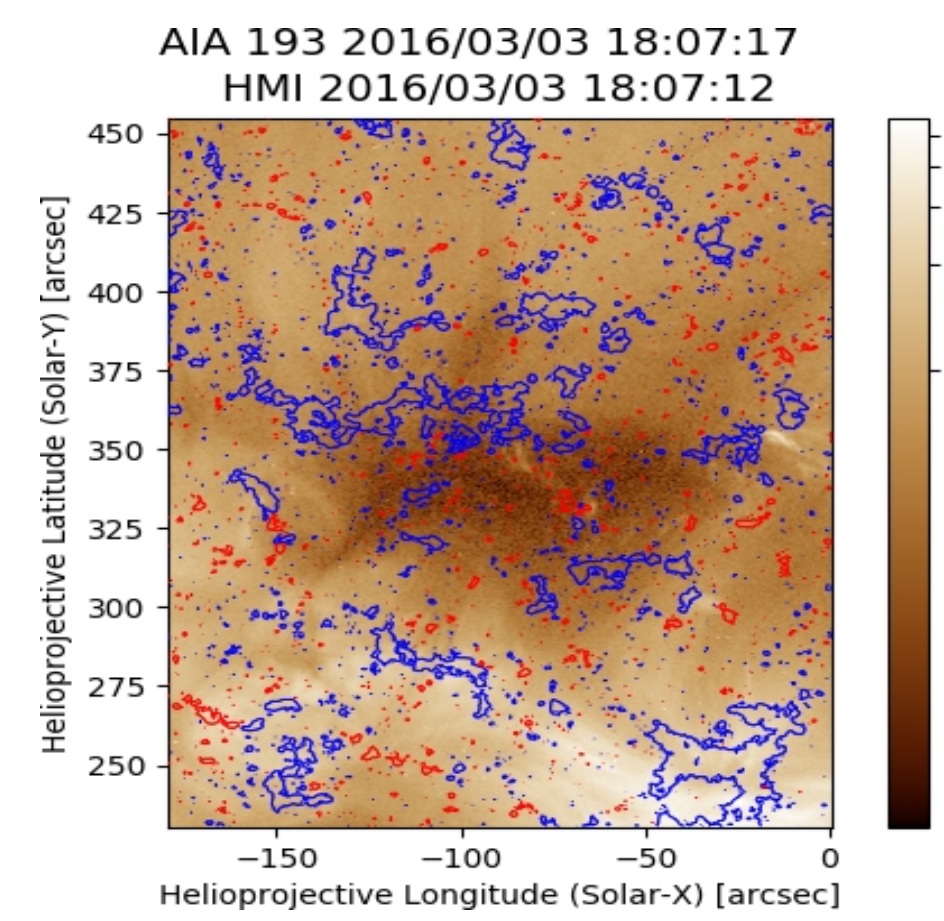 AIA 193 2016/03/03 18:07:17
HMI 2016/03/03 18:07:12
Helioprojective Latitude (Solar-Y) [arcsec]
450
425
400
375
350
325
300
275
250
−150 −100 −50 0
Helioprojective Longitude (Solar-X) [arcsec]